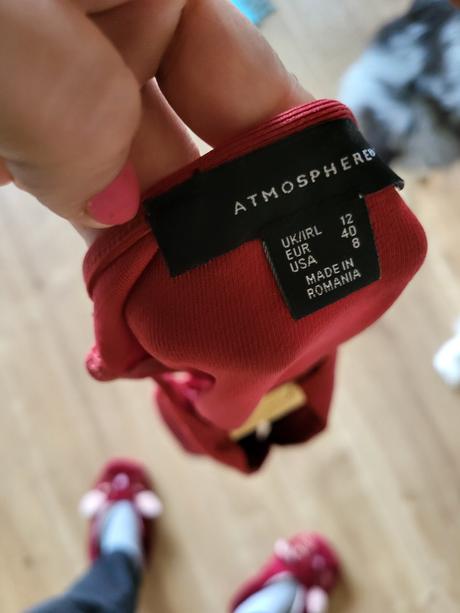 ATMOSPHERE®
UK/IRL 12
EUR 40
USA 8
MADE IN
ROMANIA